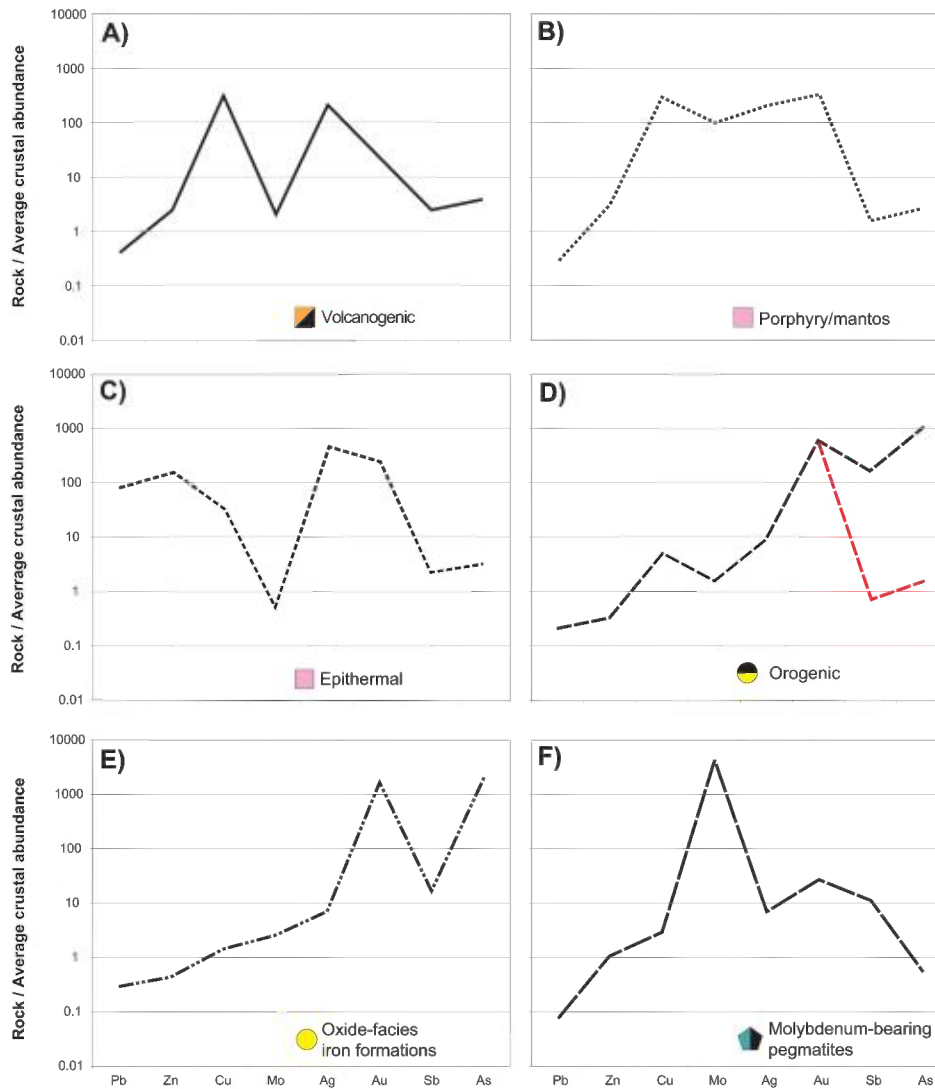 A)
B)
Rock / Average crustal abundance
10000
1000
100
10
1
0.1
0.01
Volcanogenic
Porphyry/mantos
C)
D)
Rock / Averrage crustal abundance
10000
1000
100
10
1
0.1
0.01
Epithermal
Orogenic
E)
F)
Rock / Average crustal abundance
10000
1000
100
10
1
0.1
0.01
Oxide-facies
iron formations
Molybdenum-bearing
pegmatites
Pb Zn Cu Mo Ag Au Sb As
Pb Zn Cu Mo Ag Au Sb As